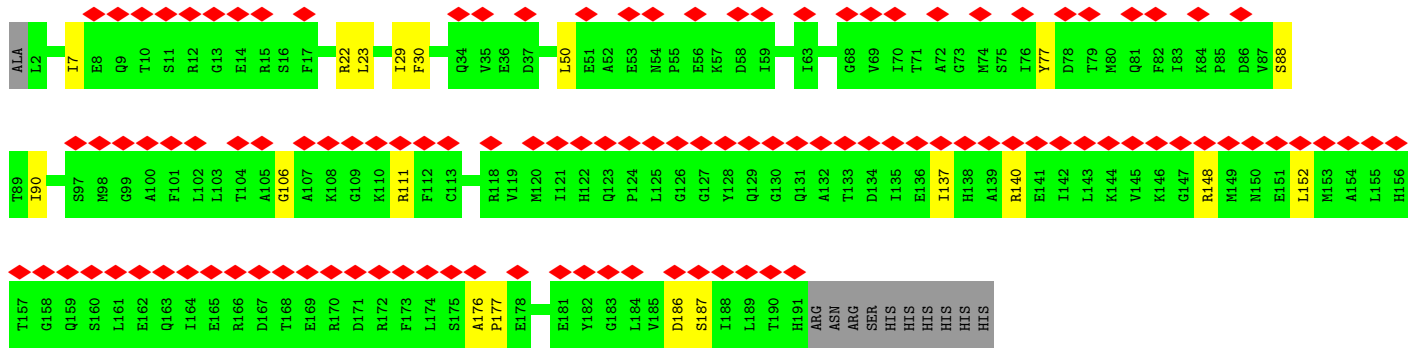 ALA L2 I7 E8 Q9 T10 S11 R12 G13 E14 R15 S16 F17 R22 L23 I29 F30 Q34 V35 E36 D37 L50 E51 A52 E53 N54 P55 E56 K57 D58 I59 I63 G68 V69 I70 T71 A72 G73 M74 S75 I76 Y77 D78 T79 M80 Q81 F82 I83 K84 P85 D86 V87 S88
T89 I90 S97 M98 G99 A100 F101 L102 L103 T104 A105 G106 A107 K108 G109 K110 R111 F112 C113 R118 V119 M120 I121 H122 Q123 P124 L125 G126 G127 Y128 Q129 G130 Q131 A132 T133 D134 I135 E136 I137 H138 A139 R140 E141 I142 L143 K144 V145 K146 G147 R148 M149 N150 E151 L152 M153 A154 L155 H156
T157 G158 Q159 S160 L161 E162 Q163 I164 E165 R166 D167 T168 E169 R170 D171 R172 F173 L174 S175 A176 P177 E178 E181 Y182 G183 L184 V185 D186 S187 I188 L189 T190 H191 ARG ASN ARG SER HIS HIS HIS HIS HIS HIS